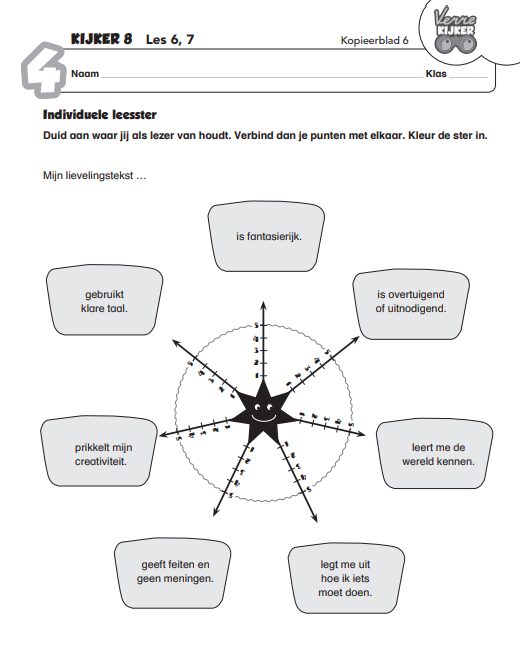 Verre
KIJKER
KIJKER 8 Les 6, 7 Kopieerblad 6
4
Naam Klas
Individuele leesster
Duid aan waar jij als lezer van houdt. Verbind dan je punten met elkaar. Kleur de ster in.
Mijn lievelingstekst …
is fantasierijk.
gebruikt
klare taal.
is overtuigend
of uitnodigend.
5
4
3
2
1
prikkelt mijn
creativiteit.
leert me de
wereld kennen.
geeft feiten en
geen meningen.
legt me uit
hoe ik iets
moet doen.